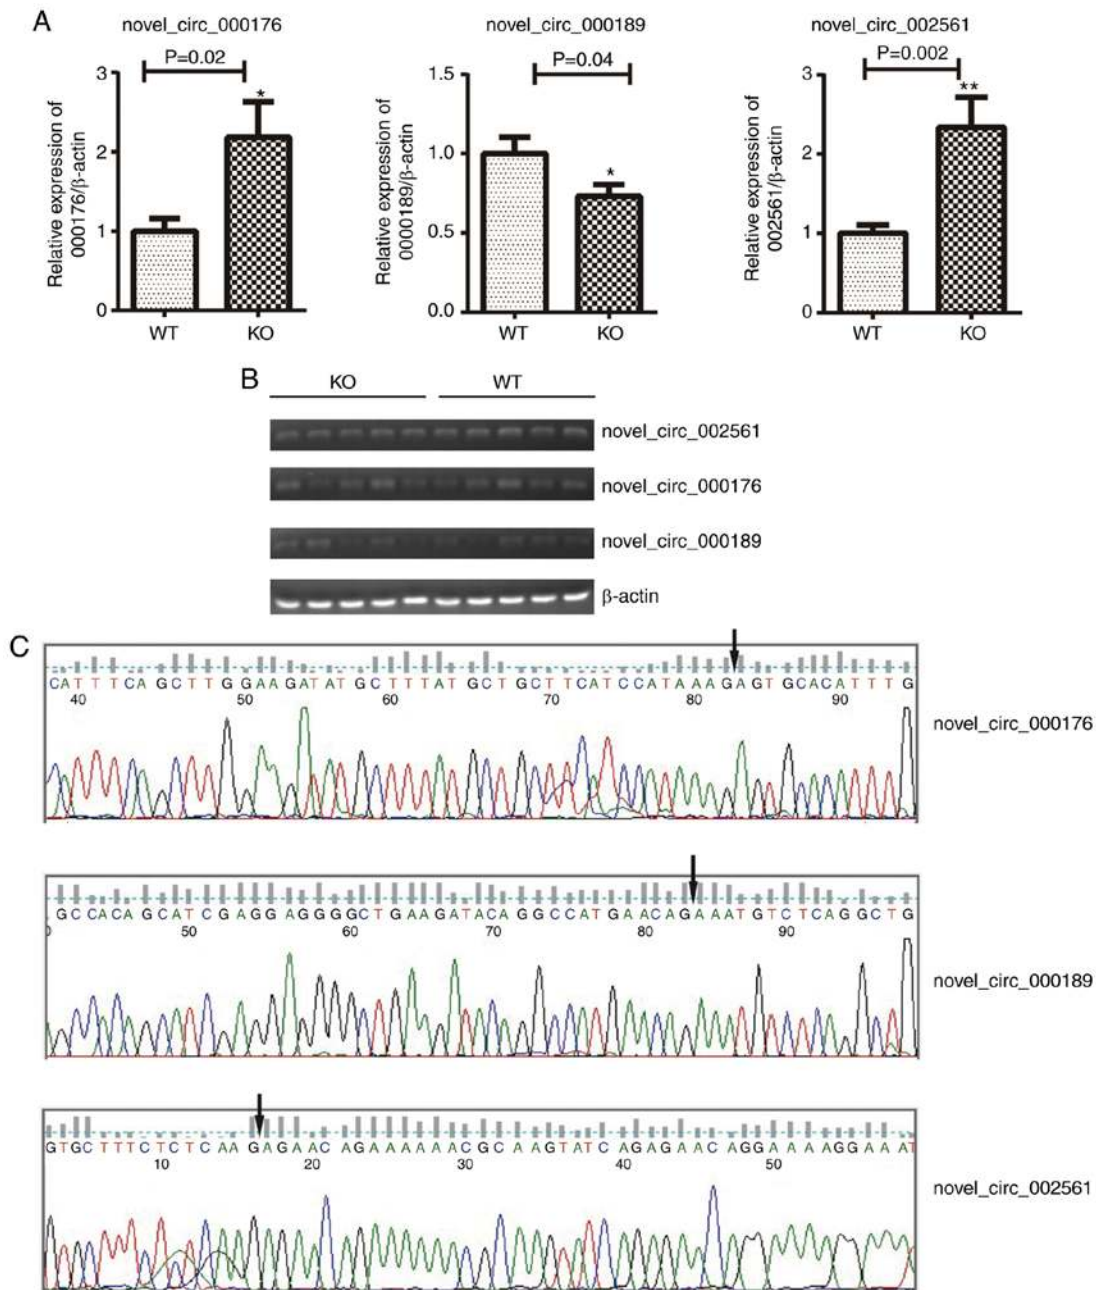 A
novel_circ_000176
P=0.02
*
Relative expression of
000176/β-actin
3
2
1
0
WT KO
novel_circ_000189
P=0.04
*
Relative expression of
0000189/β-actin
1.5
1.0
0.5
0.0
WT KO
novel_circ_002561
P=0.002
**
Relative expression of
002561/β-actin
3
2
1
0
WT KO
B
KO WT
novel_circ_002561
novel_circ_000176
novel_circ_000189
β-actin
C
CATTTCAGCTTGGAAGATATGCTTTATGCTGCTTCATCCATAAAGAGTGCACATTTG
40 50 60 70 80 90
novel_circ_000176
GCCACAGCATCGAGGAGGGGCTGAAGATACAGGCCATGAACAGAAATGTCTCAGGCTG
50 60 70 80 90
novel_circ_000189
GTGCTTTCTCTCAAGAGAACAGAAAAAACGCAAGTATCAGAGAACAGGAAAAGGAAAT
10 20 30 40 50
novel_circ_002561